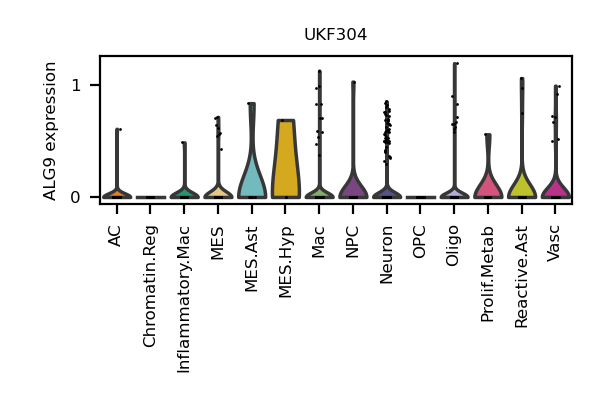 UKF304
ALG9 expression
1
0
AC
Chromatin.Reg
Inflammatory.Mac
MES
MES.Ast
MES.Hyp
Mac
NPC
Neuron
OPC
Oligo
Prolif.Metab
Reactive.Ast
Vasc